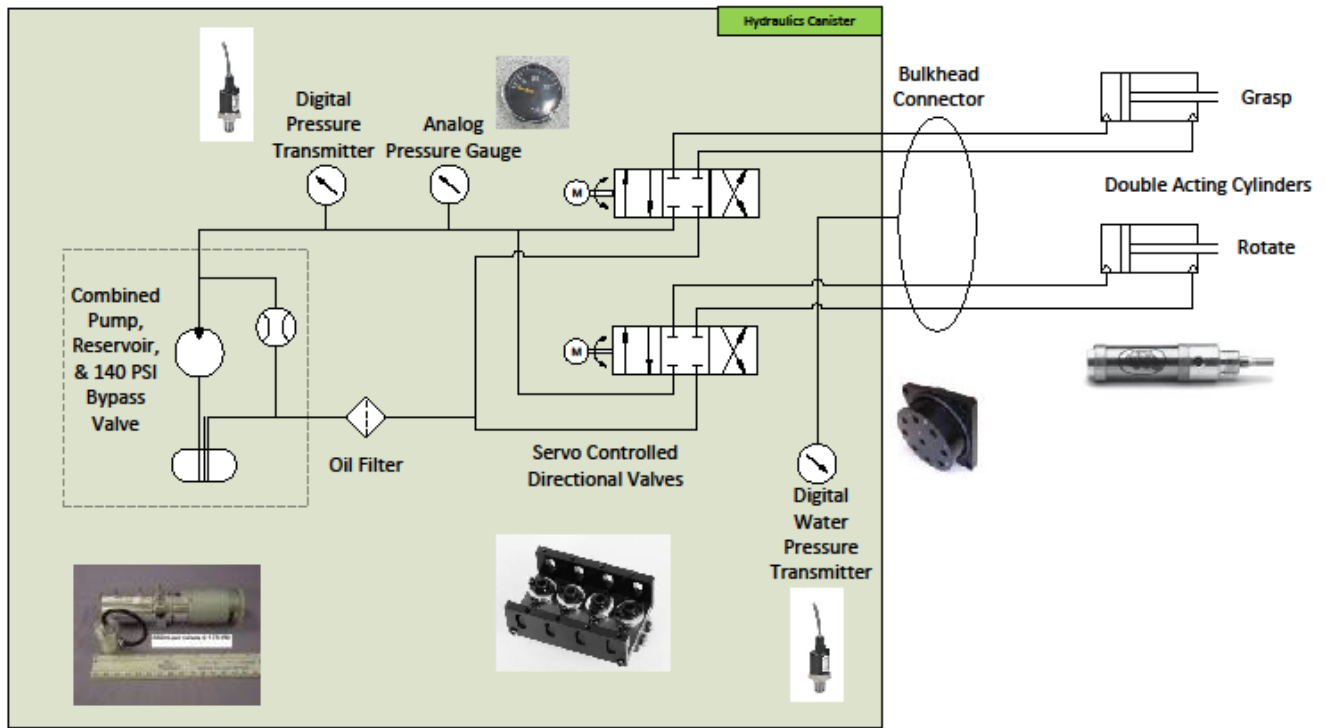 Hydraulics Canister
Digital
Pressure
Transmitter
Analog
Pressure Gauge
Bulkhead
Connector
Grasp
M
Double Acting Cylinders
Rotate
Combined
Pump,
Reservoir,
& 140 PSI
Bypass
Valve
M
Oil Filter
Servo Controlled
Directional Valves
Digital
Water
Pressure
Transmitter